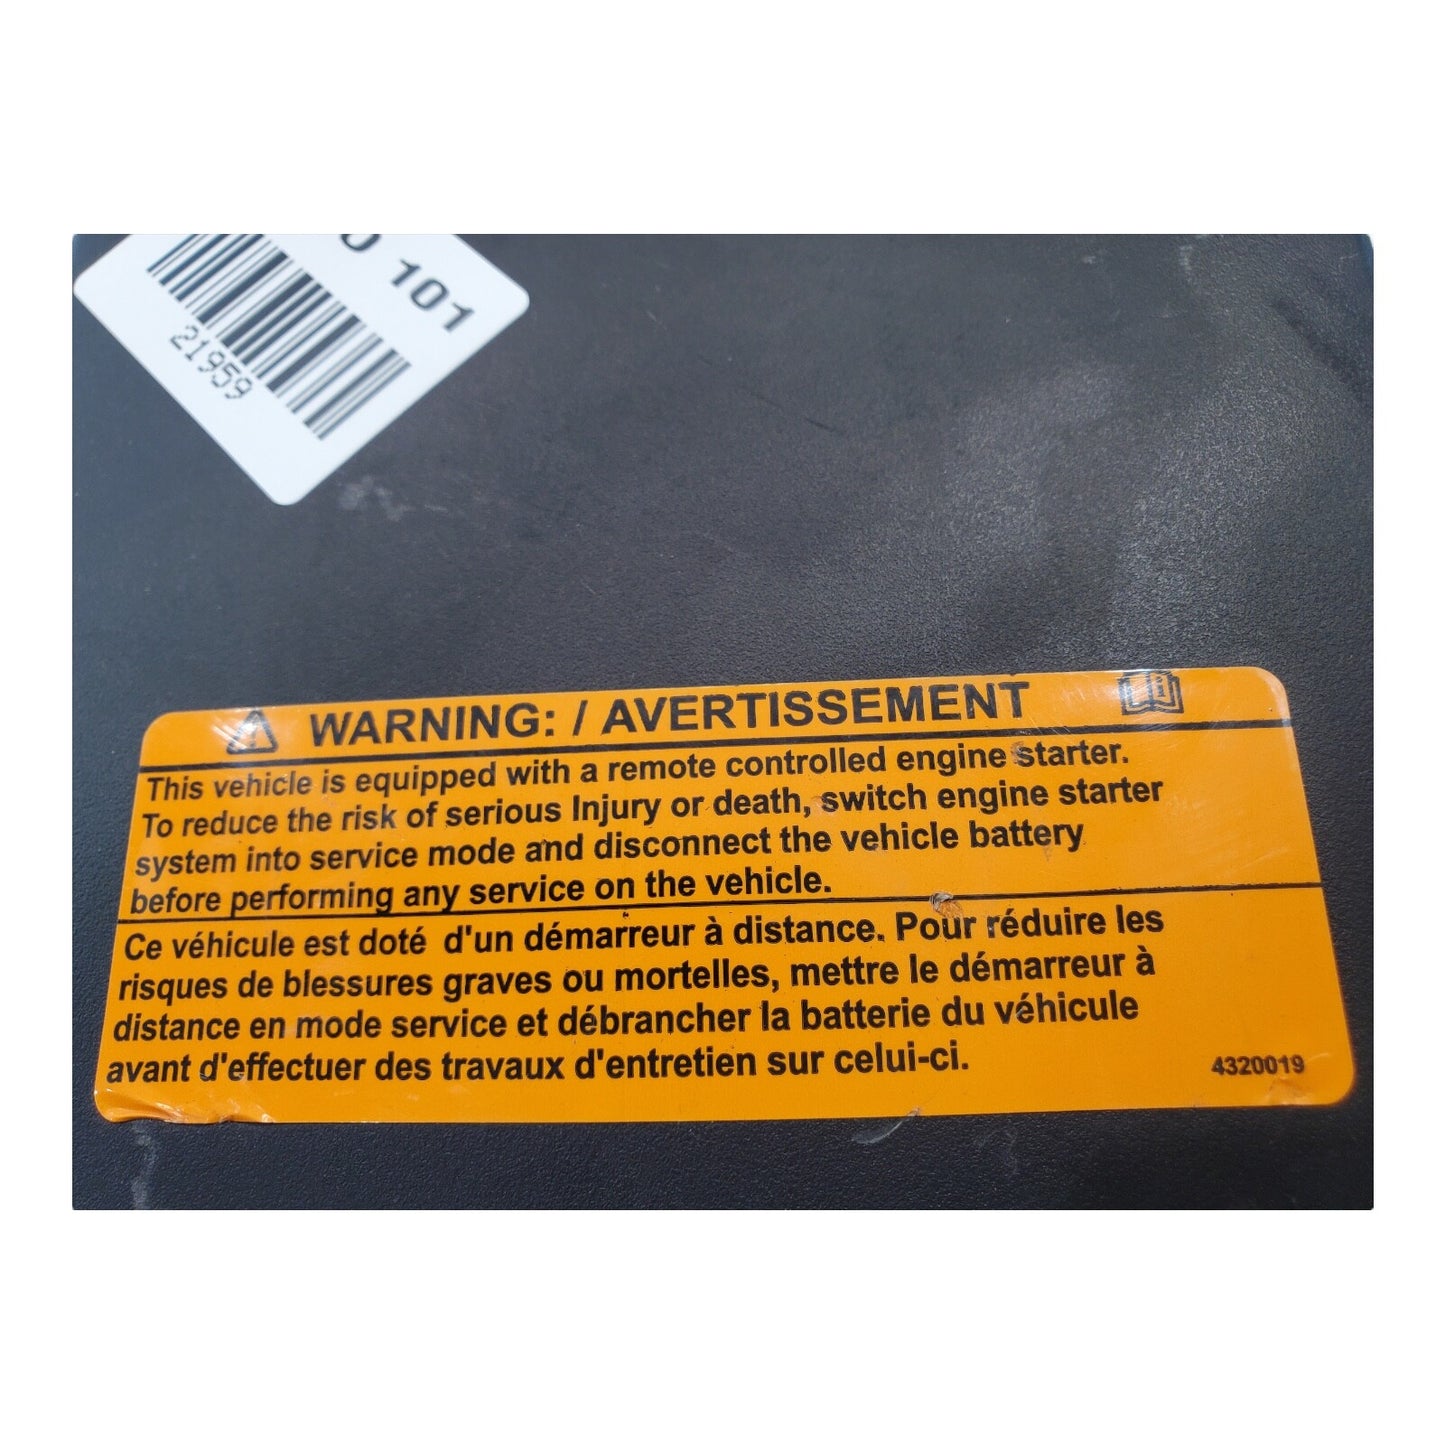 101
21959
WARNING: / AVERTISSEMENT
This vehicle is equipped with a remote controlled engine starter.
To reduce the risk of serious Injury or death, switch engine starter
system into service mode and disconnect the vehicle battery
before performing any service on the vehicle.
Ce véhicule est doté d'un démarreur à distance. Pour réduire les
risques de blessures graves ou mortelles, mettre le démarreur à
distance en mode service et débrancher la batterie du véhicule
avant d'effectuer des travaux d'entretien sur celui-ci.
4320019